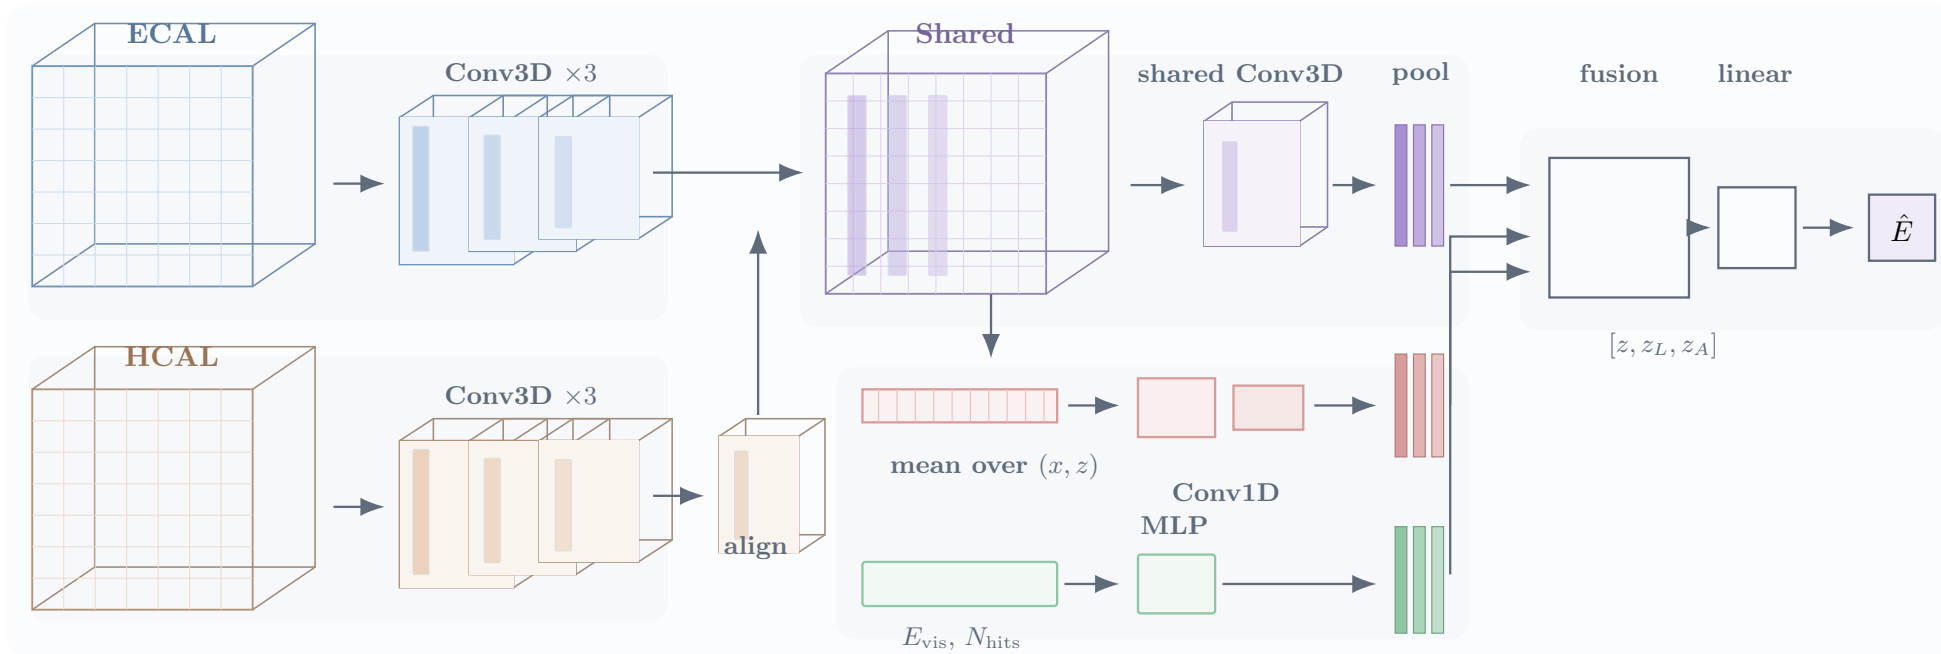 ECAL
Shared
Conv3D ×3
shared Conv3D
pool
fusion
linear
Ê
[z, z_L, z_A]
HCAL
Conv3D ×3
align
mean over (x, z)
Conv1D
MLP
E_vis, N_hits